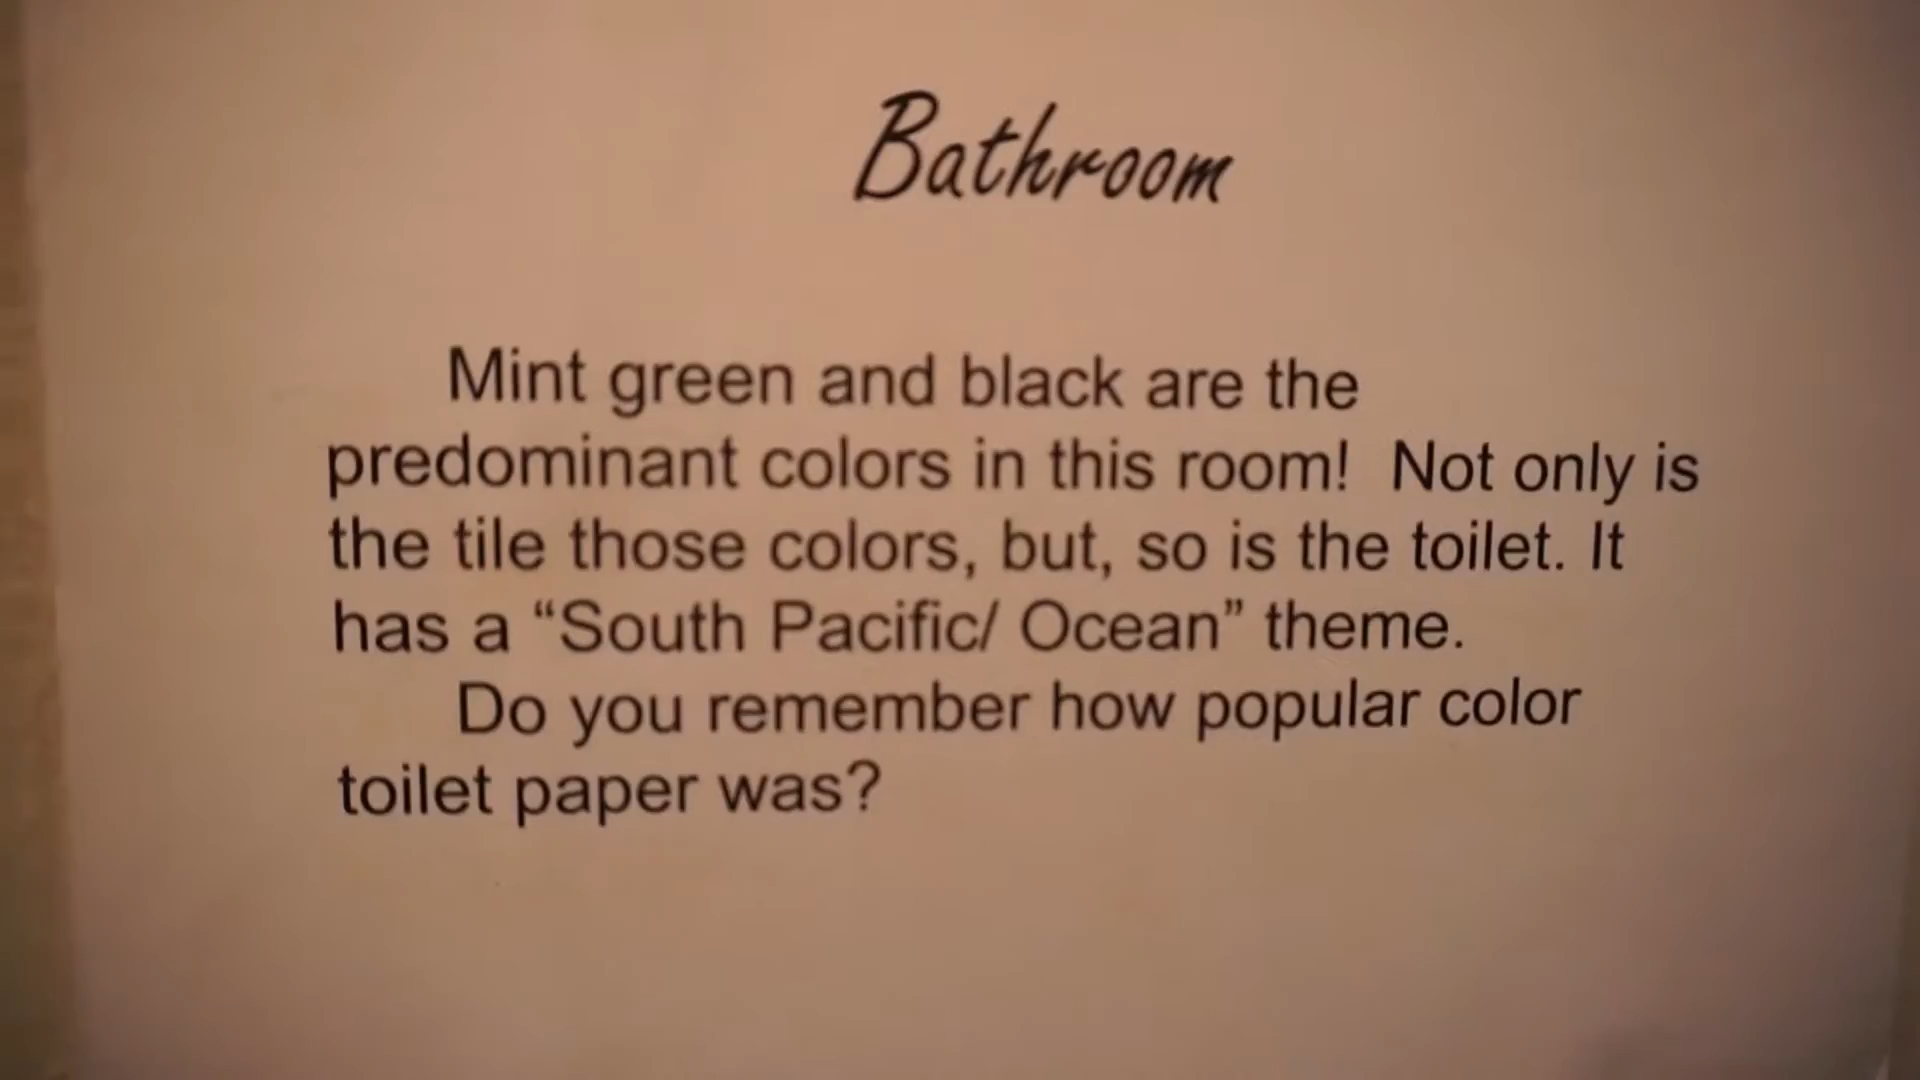 Bathroom
Mint green and black are the
predominant colors in this room! Not only is
the tile those colors, but, so is the toilet. It
has a “South Pacific/ Ocean” theme.
Do you remember how popular color
toilet paper was?